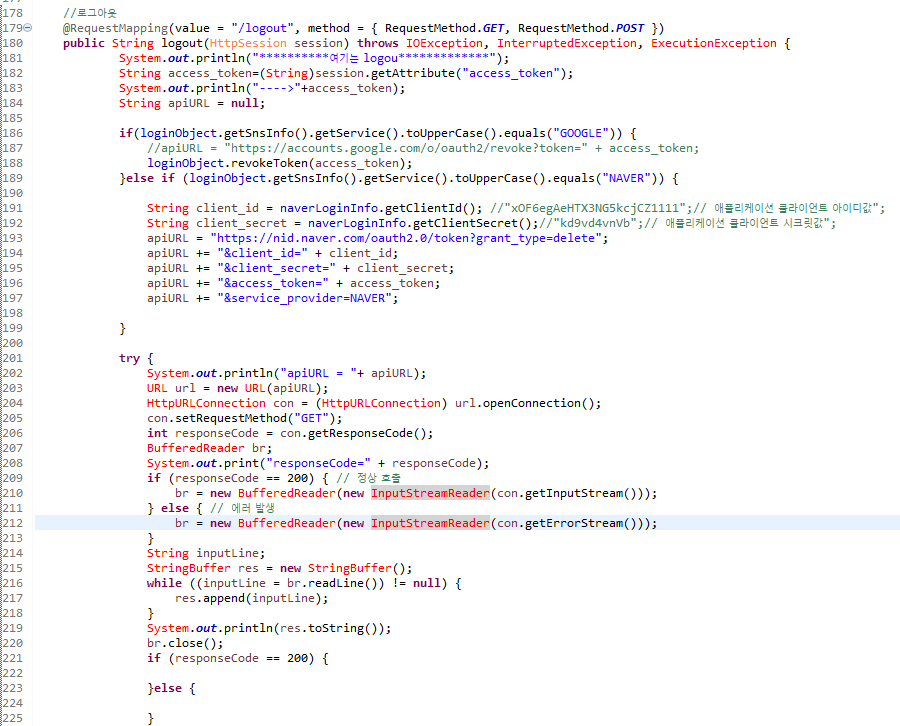 178 //로그아웃
179 @RequestMapping(value = "/logout", method = { RequestMethod.GET, RequestMethod.POST })
180 public String logout(HttpSession session) throws IOException, InterruptedException, ExecutionException {
181 System.out.println("**********여기는 logou*************");
182 String access_token=(String)session.getAttribute("access_token");
183 System.out.println("---->"+access_token);
184 String apiURL = null;
185
186 if(loginObject.getSnsInfo().getService().toUpperCase().equals("GOOGLE")) {
187 //apiURL = "https://accounts.google.com/o/oauth2/revoke?token=" + access_token;
188 loginObject.revokeToken(access_token);
189 }else if (loginObject.getSnsInfo().getService().toUpperCase().equals("NAVER")) {
190
191 String client_id = naverLoginInfo.getClientId(); //"xOF6egAeHTX3NG5kcjCZ1111";// 애플리케이션 클라이언트 아이디값";
192 String client_secret = naverLoginInfo.getClientSecret();//"kd9vd4vnVb";// 애플리케이션 클라이언트 시크릿값";
193 apiURL = "https://nid.naver.com/oauth2.0/token?grant_type=delete";
194 apiURL += "&client_id=" + client_id;
195 apiURL += "&client_secret=" + client_secret;
196 apiURL += "&access_token=" + access_token;
197 apiURL += "&service_provider=NAVER";
198
199 }
200
201 try {
202 System.out.println("apiURL = "+ apiURL);
203 URL url = new URL(apiURL);
204 HttpURLConnection con = (HttpURLConnection) url.openConnection();
205 con.setRequestMethod("GET");
206 int responseCode = con.getResponseCode();
207 BufferedReader br;
208 System.out.print("responseCode=" + responseCode);
209 if (responseCode == 200) { // 정상 호출
210 br = new BufferedReader(new InputStreamReader(con.getInputStream()));
211 } else { // 에러 발생
212 br = new BufferedReader(new InputStreamReader(con.getErrorStream()));
213 }
214 String inputLine;
215 StringBuffer res = new StringBuffer();
216 while ((inputLine = br.readLine()) != null) {
217 res.append(inputLine);
218 }
219 System.out.println(res.toString());
220 br.close();
221 if (responseCode == 200) {
222
223 }else {
224
225 }